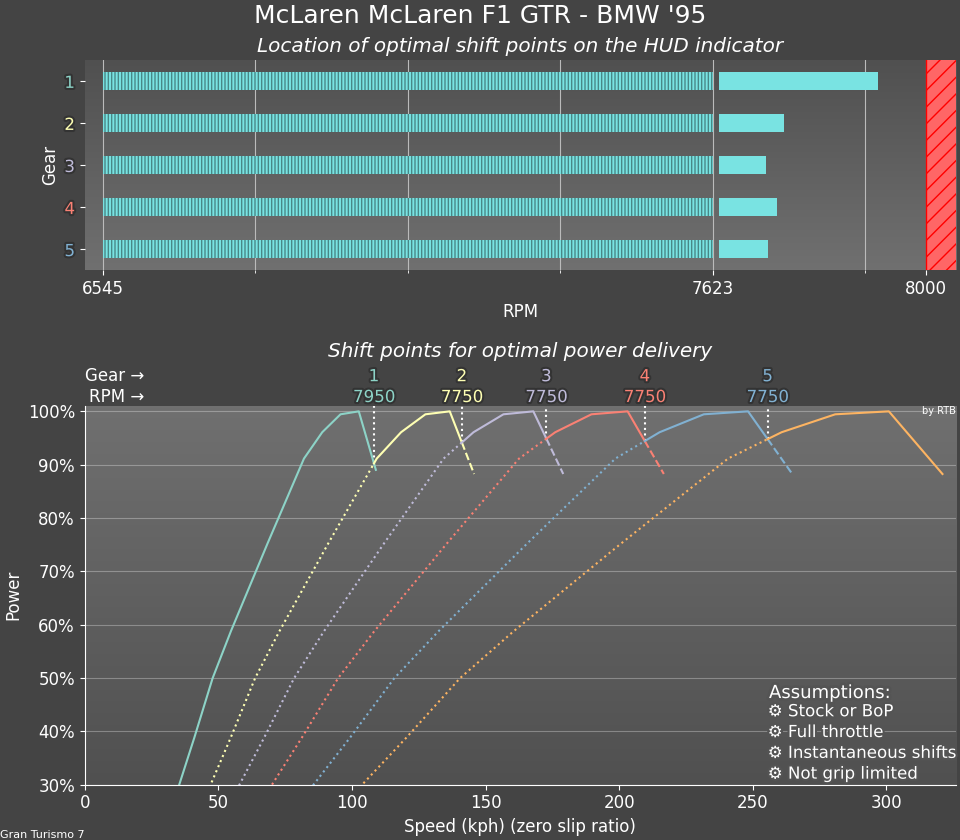 McLaren McLaren F1 GTR - BMW '95
Location of optimal shift points on the HUD indicator
Gear
1
2
3
4
5
6545 7623 8000
RPM
Shift points for optimal power delivery
Gear → 1 2 3 4 5
RPM → 7950 7750 7750 7750 7750
by RTB
Power
100%
90%
80%
70%
60%
50%
40%
30%
Assumptions:
⚙ Stock or BoP
⚙ Full throttle
⚙ Instantaneous shifts
⚙ Not grip limited
0 50 100 150 200 250 300
Speed (kph) (zero slip ratio)
Gran Turismo 7